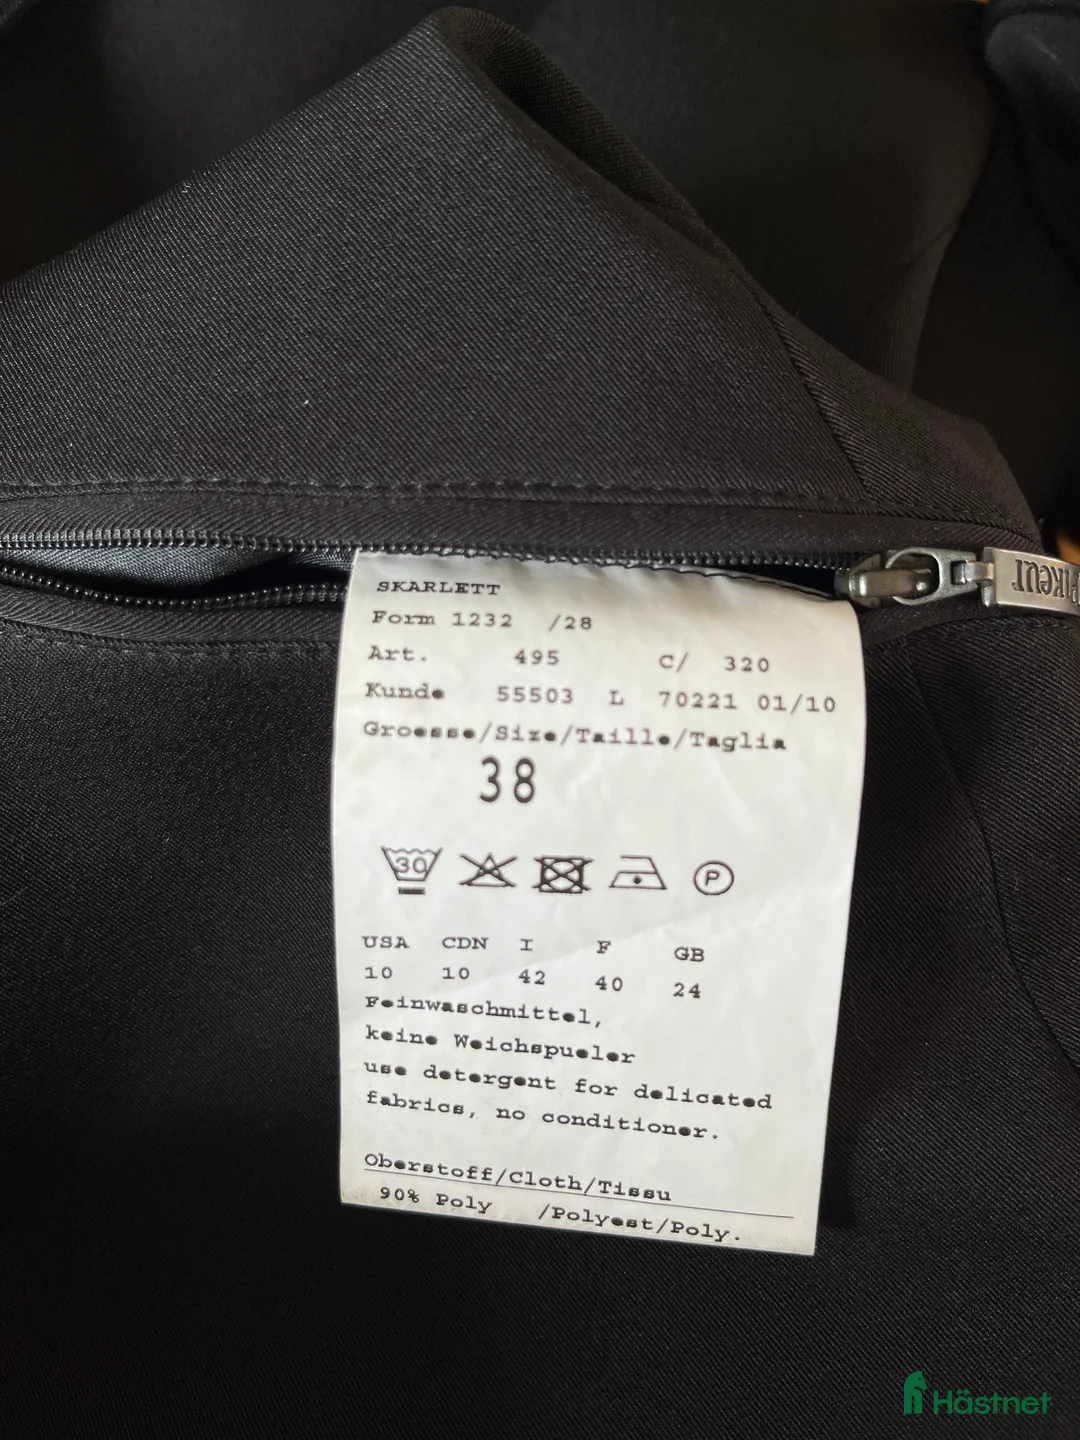 SKARLETT
Form 1232 /28
Art. 495 C/ 320
Kunde 55503 L 70221 01/10
Groesse/Size/Taille/Taglia
38
30 P
USA CDN I F GB
10 10 42 40 24
Feinwaschmittel,
keine Weichspueler
use detergent for delicated
fabrics, no conditioner.
Oberstoff/Cloth/Tissu
90% Poly /Polyest/Poly.
Pikeur
Hästnet